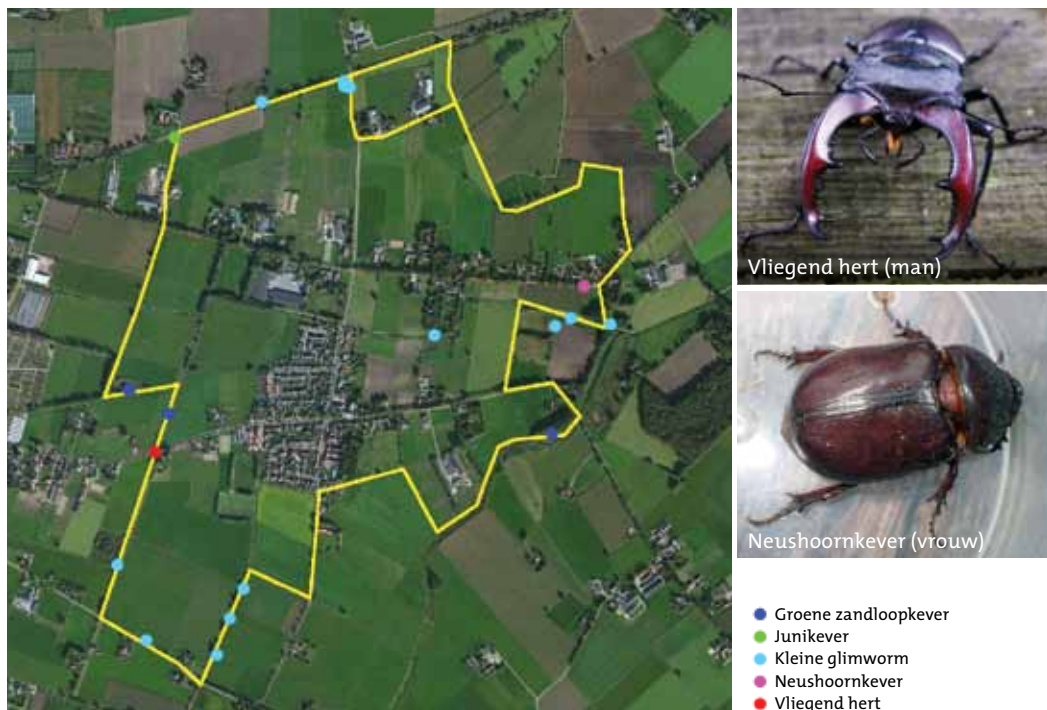 Vliegend hert (man)
Neushoornkever (vrouw)
Groene zandloopkever
Junikever
Kleine glimworm
Neushoornkever
Vliegend hert